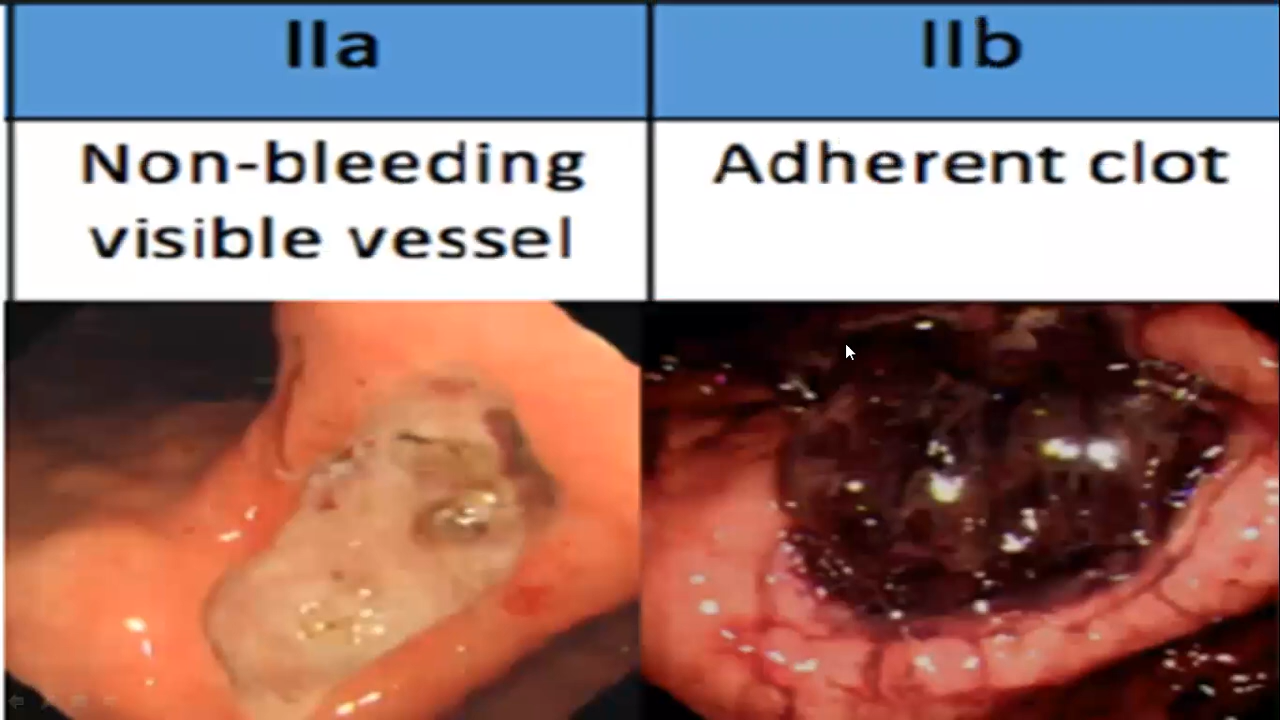 IIa
IIb
Non-bleeding
visible vessel
Adherent clot